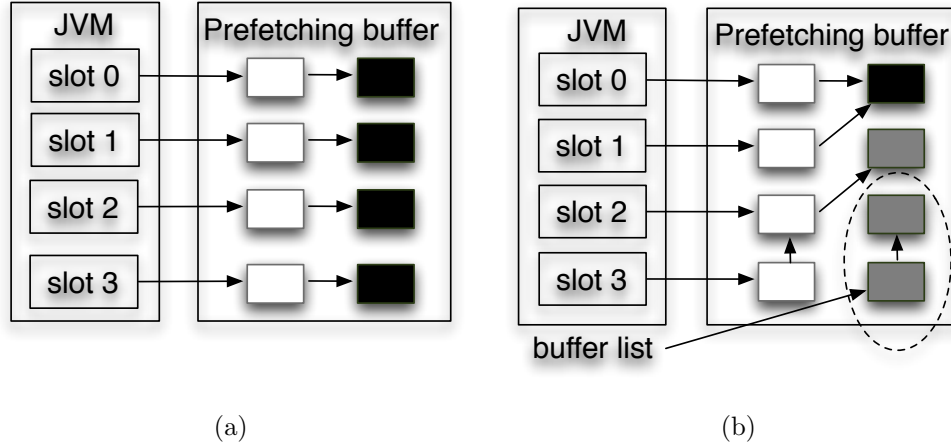 JVM
Prefetching buffer
slot 0
slot 1
slot 2
slot 3
(a)
JVM
Prefetching buffer
slot 0
slot 1
slot 2
slot 3
buffer list
(b)